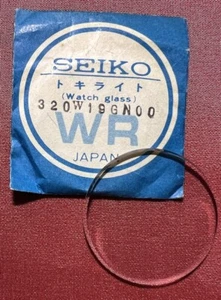 SEIKO
トキライト
(Watch glass)
320W19GN00
WR
JAPAN